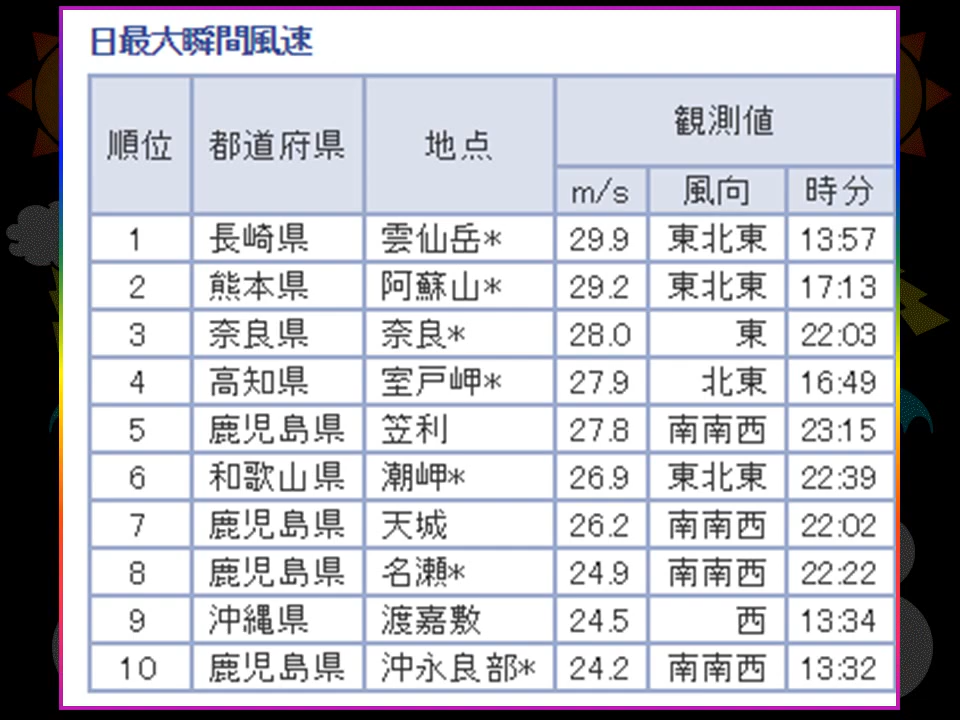 日最大瞬間風速
順位 都道府県 地点 観測値
m/s 風向 時分
1 長崎県 雲仙岳* 29.9 東北東 13:57
2 熊本県 阿蘇山* 29.2 東北東 17:13
3 奈良県 奈良* 28.0 東 22:03
4 高知県 室戸岬* 27.9 北東 16:49
5 鹿児島県 笠利 27.8 南南西 23:15
6 和歌山県 潮岬* 26.9 東北東 22:39
7 鹿児島県 天城 26.2 南南西 22:02
8 鹿児島県 名瀬* 24.9 南南西 22:22
9 沖縄県 渡嘉敷 24.5 西 13:34
10 鹿児島県 沖永良部* 24.2 南南西 13:32